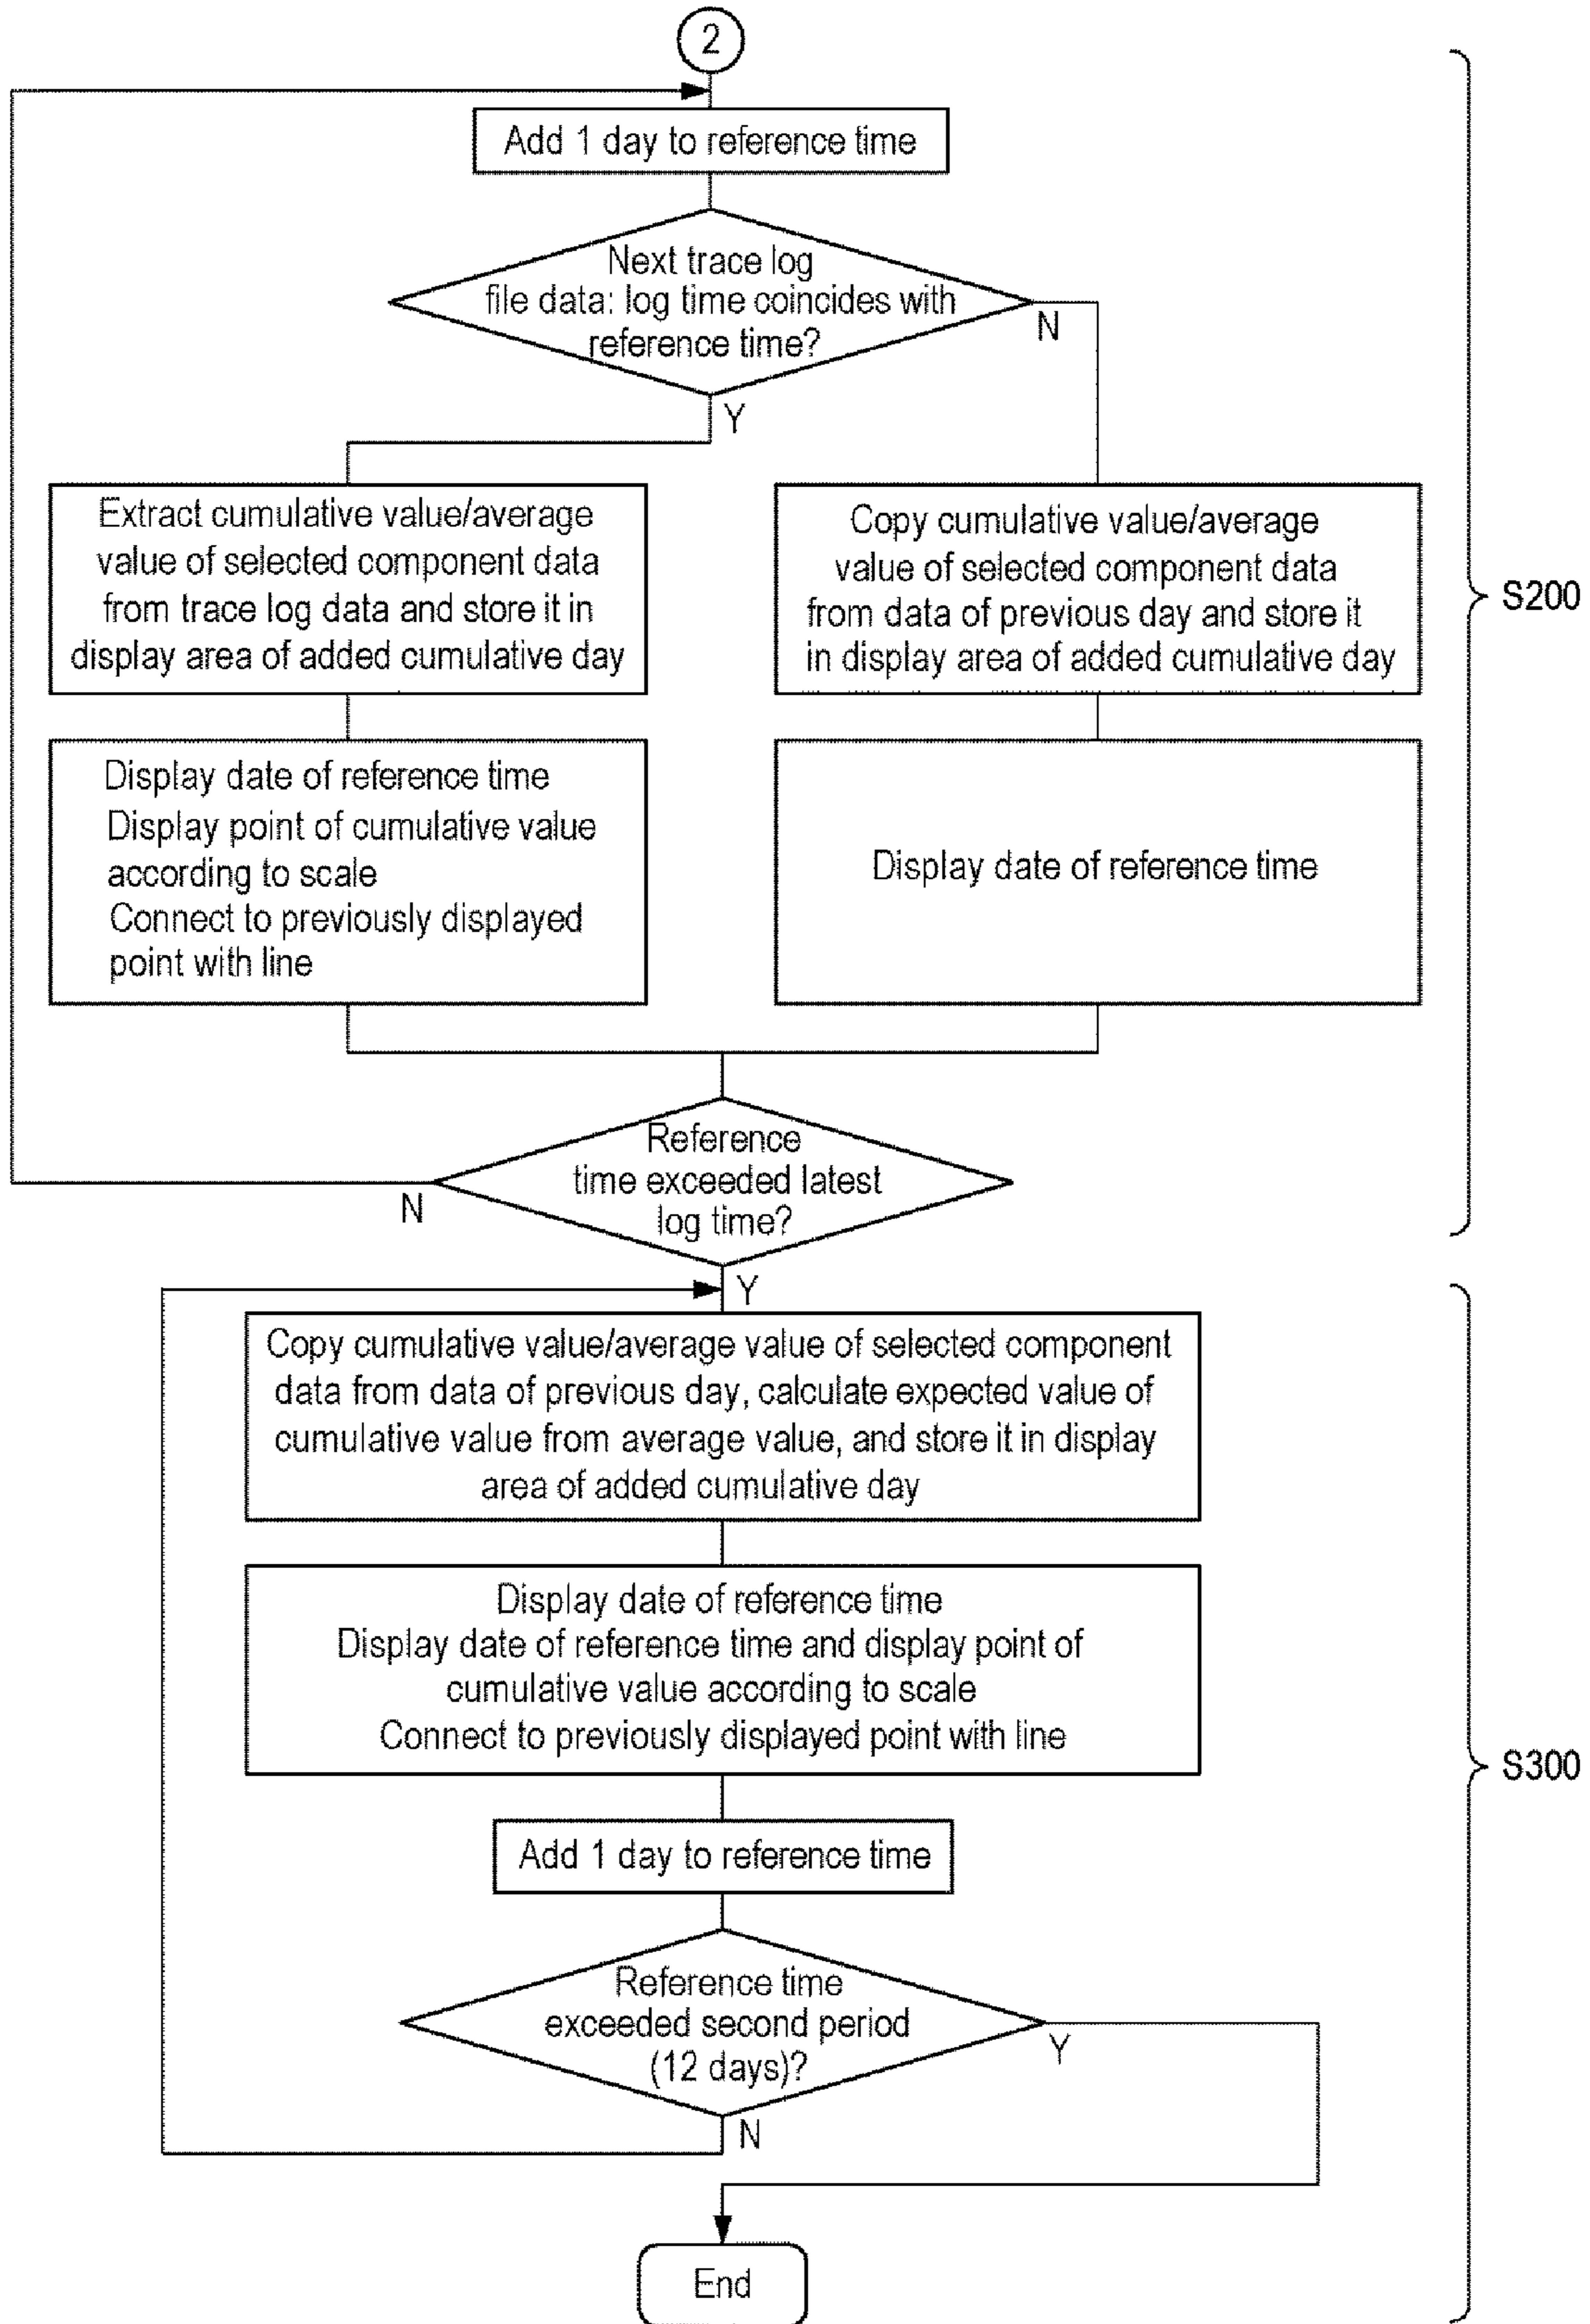 2
Add 1 day to reference time
Next trace log
file data: log time coincides with
reference time?
N
Y
Extract cumulative value/average
value of selected component data
from trace log data and store it in
display area of added cumulative day
Copy cumulative value/average
value of selected component data
from data of previous day and store it
in display area of added cumulative day
S200
Display date of reference time
Display point of cumulative value
according to scale
Connect to previously displayed
point with line
Display date of reference time
Reference
time exceeded latest
log time?
N
Y
Copy cumulative value/average value of selected component
data from data of previous day, calculate expected value of
cumulative value from average value, and store it in display
area of added cumulative day
Display date of reference time
Display date of reference time and display point of
cumulative value according to scale
Connect to previously displayed point with line
S300
Add 1 day to reference time
Reference time
exceeded second period
(12 days)?
Y
N
End